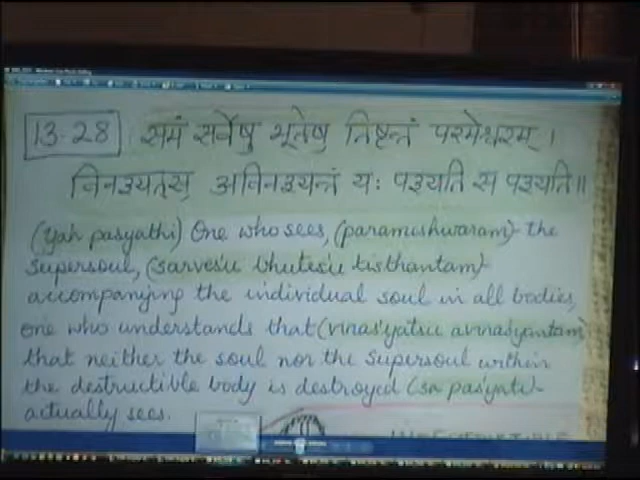 13.28 समं सर्वेषु भूतेषु तिष्टन्तं परमेश्वरम् ।
विनश्यत्सु अविनश्यन्तं यः पश्यति स पश्यति ॥
(yah pasyathi) One who sees, (parameshwaram)- the
supersoul, (sarves'u bhutes'u tisthantam)-
accompanying the individual soul in all bodies,
one who understands that (vinas'yatsu avinas'yantam)
that neither the soul nor the supersoul within
the destructible body is destroyed (sa pas'yati)-
actually sees.